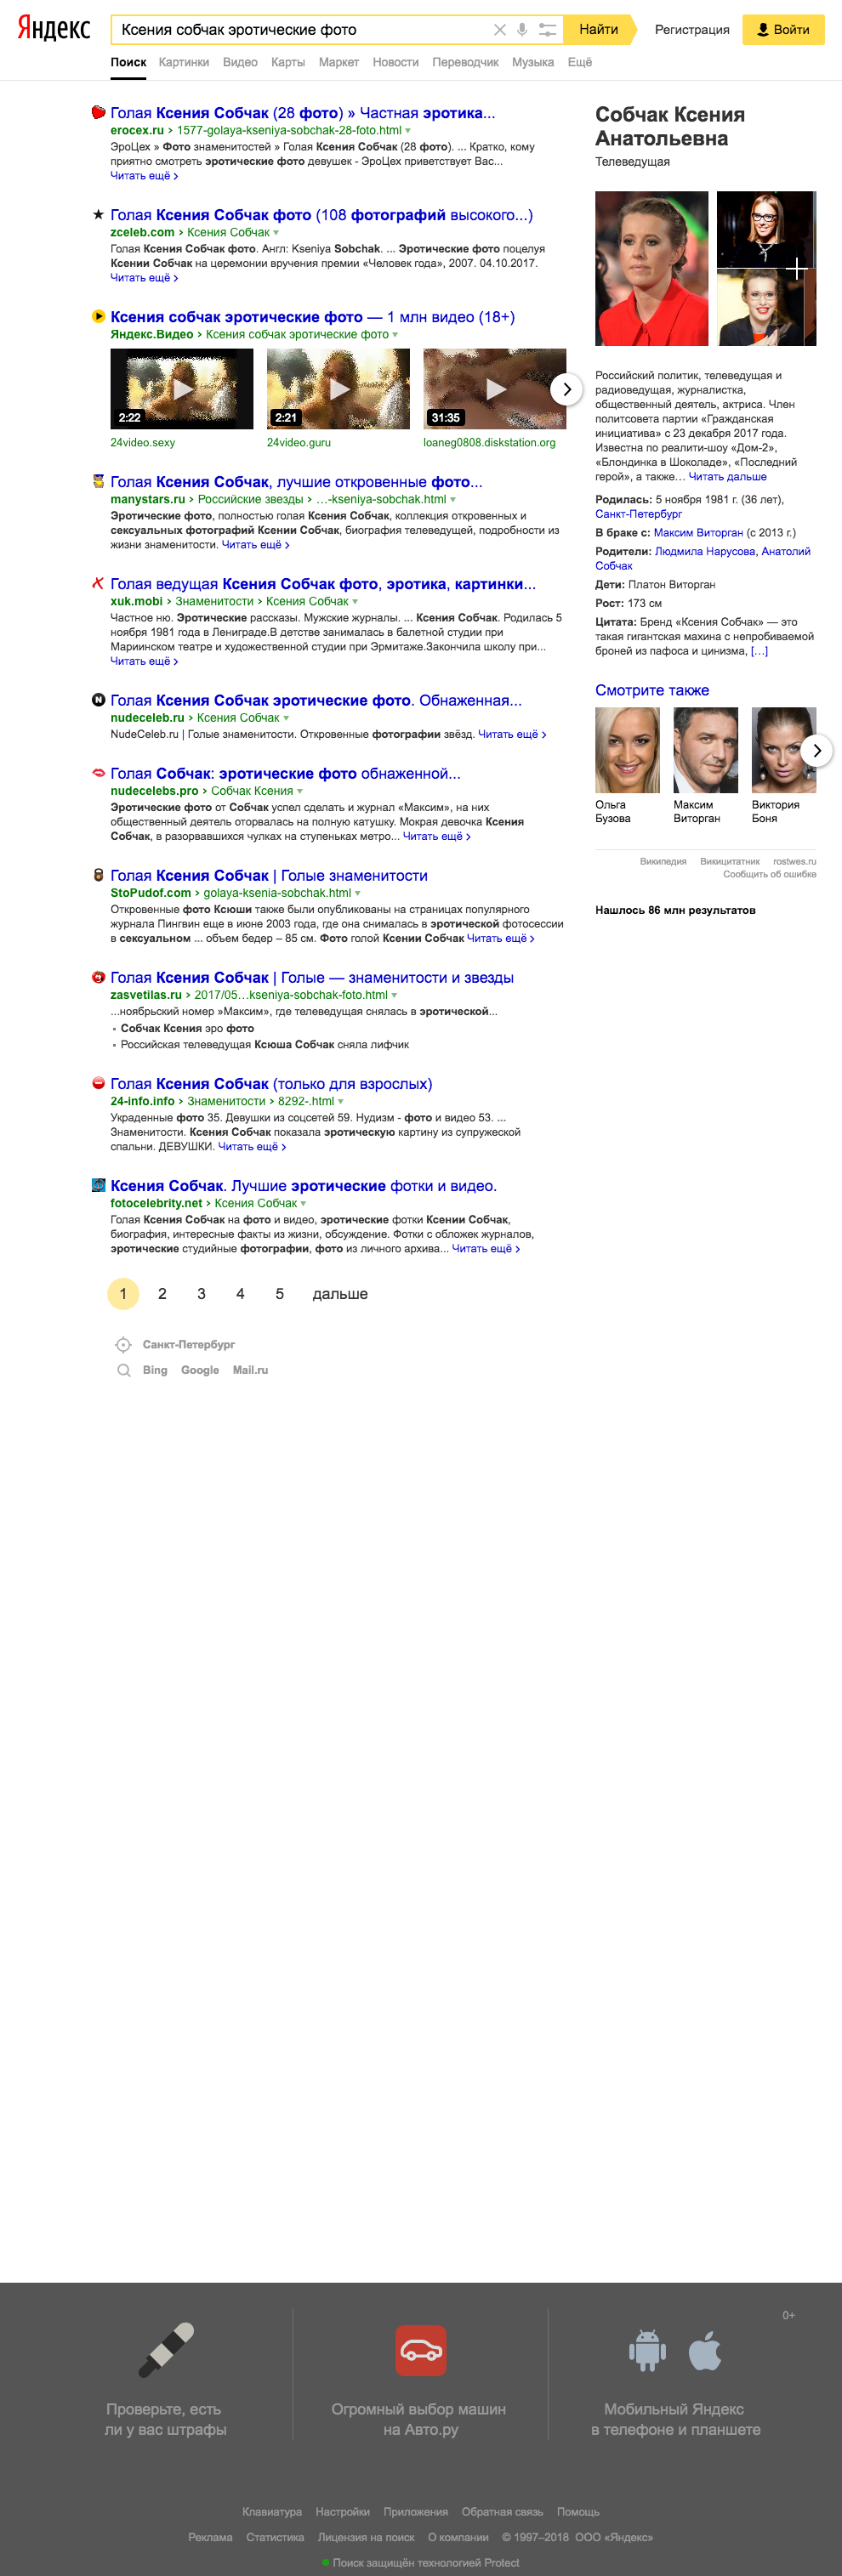 Яндекс
Ксения собчак эротические фото
Найти
Регистрация
Войти
Поиск Картинки Видео Карты Маркет Новости Переводчик Музыка Ещё
Голая Ксения Собчак (28 фото) » Частная эротика...
erocex.ru › 1577-golaya-kseniya-sobchak-28-foto.html
ЭроЦех » Фото знаменитостей » Голая Ксения Собчак (28 фото). ... Кратко, кому
приятно смотреть эротические фото девушек - ЭроЦех приветствует Вас...
Читать ещё ›
Голая Ксения Собчак фото (108 фотографий высокого...)
zceleb.com › Ксения Собчак
Голая Ксения Собчак фото. Англ: Kseniya Sobchak. ... Эротические фото поцелуя
Ксении Собчак на церемонии вручения премии «Человек года», 2007. 04.10.2017.
Читать ещё ›
Ксения собчак эротические фото — 1 млн видео (18+)
Яндекс.Видео › Ксения собчак эротические фото
2:22
2:21
31:35
24video.sexy
24video.guru
loaneg0808.diskstation.org
Голая Ксения Собчак, лучшие откровенные фото...
manystars.ru › Российские звезды › …-kseniya-sobchak.html
Эротические фото, полностью голая Ксения Собчак, коллекция откровенных и
сексуальных фотографий Ксении Собчак, биография телеведущей, подробности из
жизни знаменитости. Читать ещё ›
Голая ведущая Ксения Собчак фото, эротика, картинки...
xuk.mobi › Знаменитости › Ксения Собчак
Частное ню. Эротические рассказы. Мужские журналы. ... Ксения Собчак. Родилась 5
ноября 1981 года в Лениграде.В детстве занималась в балетной студии при
Мариинском театре и художественной студии при Эрмитаже.Закончила школу при...
Читать ещё ›
Голая Ксения Собчак эротические фото. Обнаженная...
nudeceleb.ru › Ксения Собчак
NudeCeleb.ru | Голые знаменитости. Откровенные фотографии звёзд. Читать ещё ›
Голая Собчак: эротические фото обнаженной...
nudecelebs.pro › Собчак Ксения
Эротические фото от Собчак успел сделать и журнал «Максим», на них
общественный деятель оторвалась на полную катушку. Мокрая девочка Ксения
Собчак, в разорвавшихся чулках на ступеньках метро... Читать ещё ›
Голая Ксения Собчак | Голые знаменитости
StoPudof.com › golaya-ksenia-sobchak.html
Откровенные фото Ксюши также были опубликованы на страницах популярного
журнала Пингвин еще в июне 2003 года, где она снималась в эротической фотосессии
в сексуальном ... объем бедер – 85 см. Фото голой Ксении Собчак Читать ещё ›
Голая Ксения Собчак | Голые — знаменитости и звезды
zasvetilas.ru › 2017/05…kseniya-sobchak-foto.html
...ноябрьский номер »Максим», где телеведущая снялась в эротической...
• Собчак Ксения эро фото
• Российская телеведущая Ксюша Собчак сняла лифчик
Голая Ксения Собчак (только для взрослых)
24-info.info › Знаменитости › 8292-.html
Украденные фото 35. Девушки из соцсетей 59. Нудизм - фото и видео 53. ...
Знаменитости. Ксения Собчак показала эротическую картину из супружеской
спальни. ДЕВУШКИ. Читать ещё ›
Ксения Собчак. Лучшие эротические фотки и видео.
fotocelebrity.net › Ксения Собчак
Голая Ксения Собчак на фото и видео, эротические фотки Ксении Собчак,
биография, интересные факты из жизни, обсуждение. Фотки с обложек журналов,
эротические студийные фотографии, фото из личного архива... Читать ещё ›
1 2 3 4 5 дальше
Санкт-Петербург
Bing Google Mail.ru
Собчак Ксения
Анатольевна
Телеведущая
Российский политик, телеведущая и
радиоведущая, журналистка,
общественный деятель, актриса. Член
политсовета партии «Гражданская
инициатива» с 23 декабря 2017 года.
Известна по реалити-шоу «Дом-2»,
«Блондинка в Шоколаде», «Последний
герой», а также… Читать дальше
Родилась: 5 ноября 1981 г. (36 лет),
Санкт-Петербург
В браке с: Максим Виторган (с 2013 г.)
Родители: Людмила Нарусова, Анатолий
Собчак
Дети: Платон Виторган
Рост: 173 см
Цитата: Бренд «Ксения Собчак» — это
такая гигантская махина с непробиваемой
броней из пафоса и цинизма, […]
Смотрите также
Ольга
Бузова
Максим
Виторган
Виктория
Боня
Википедия Викицитатник rostwes.ru
Сообщить об ошибке
Нашлось 86 млн результатов
0+
Проверьте, есть
ли у вас штрафы
Огромный выбор машин
на Авто.ру
Мобильный Яндекс
в телефоне и планшете
Клавиатура Настройки Приложения Обратная связь Помощь
Реклама Статистика Лицензия на поиск О компании © 1997–2018 ООО «Яндекс»
Поиск защищён технологией Protect